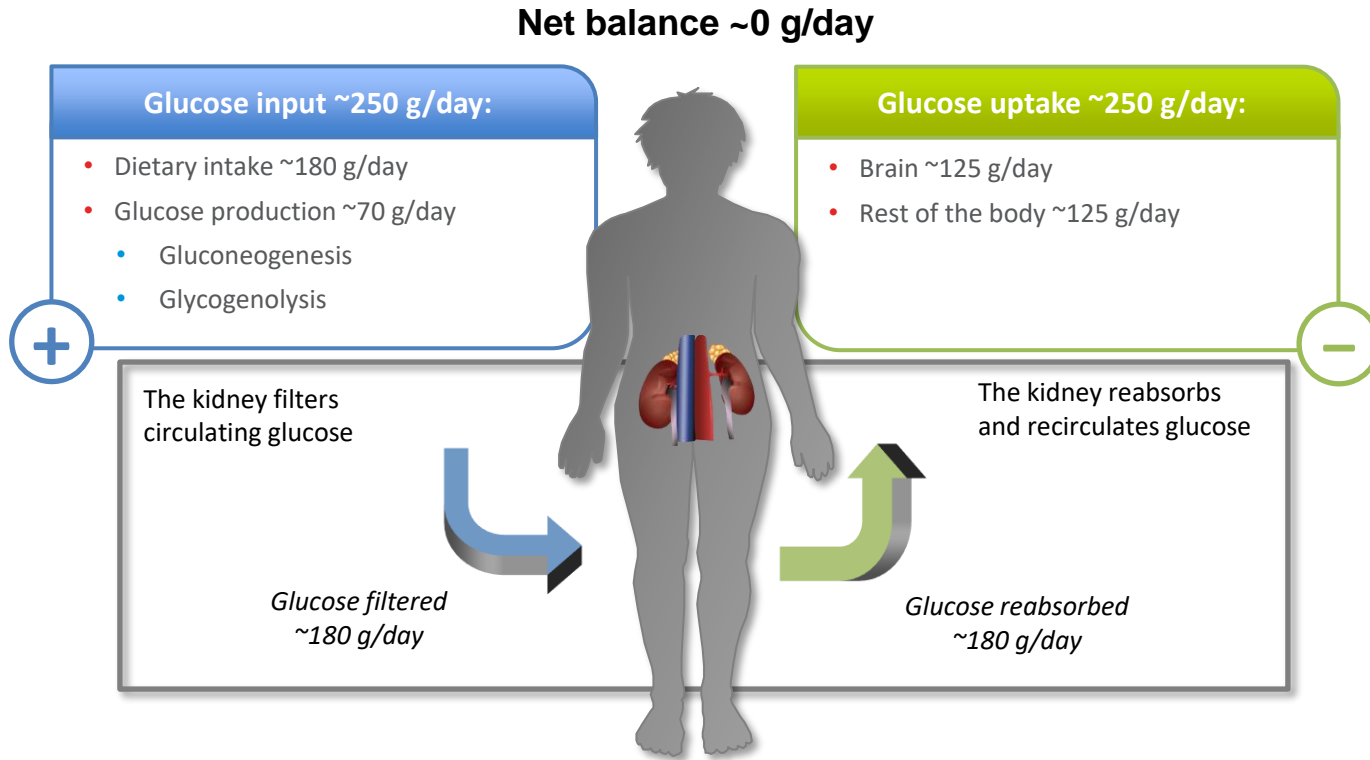 Net balance ~0 g/day
Glucose input ~250 g/day:
• Dietary intake ~180 g/day
• Glucose production ~70 g/day
• Gluconeogenesis
• Glycogenolysis
+
Glucose uptake ~250 g/day:
• Brain ~125 g/day
• Rest of the body ~125 g/day
−
The kidney filters
circulating glucose
Glucose filtered
~180 g/day
The kidney reabsorbs
and recirculates glucose
Glucose reabsorbed
~180 g/day